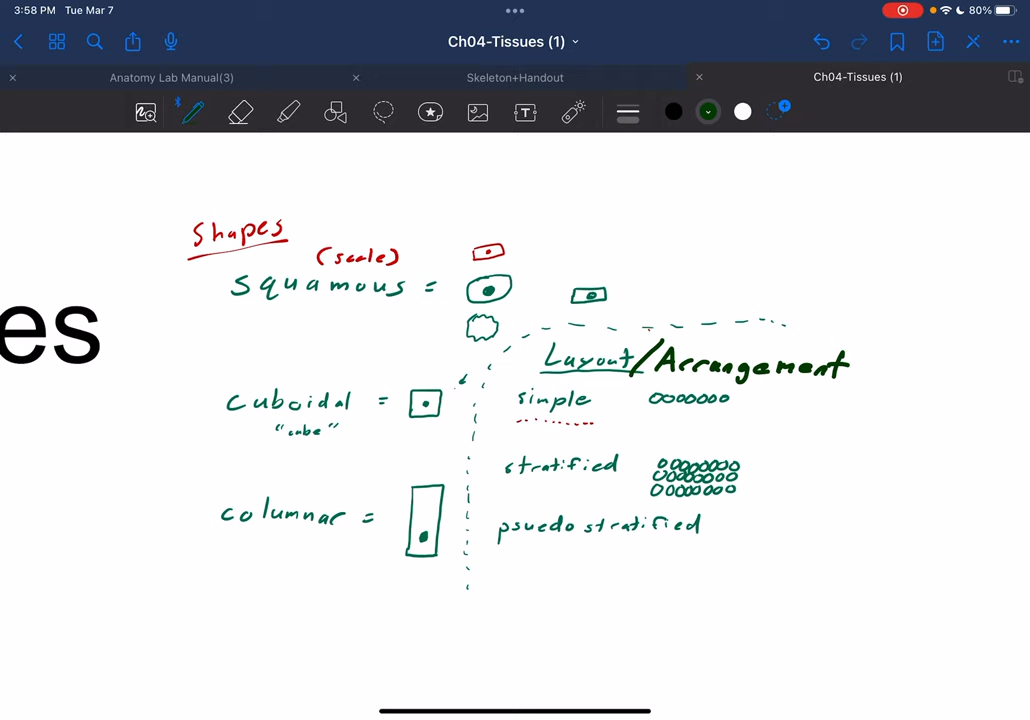 3:58 PM Tue Mar 7
80%
Ch04-Tissues (1)
Anatomy Lab Manual(3)
Skeleton+Handout
Ch04-Tissues (1)
T
Shapes
(scale)
squamous =
es
Layout/Arrangement
cuboidal =
simple
"cube"
stratified
columnar =
psuedo stratified